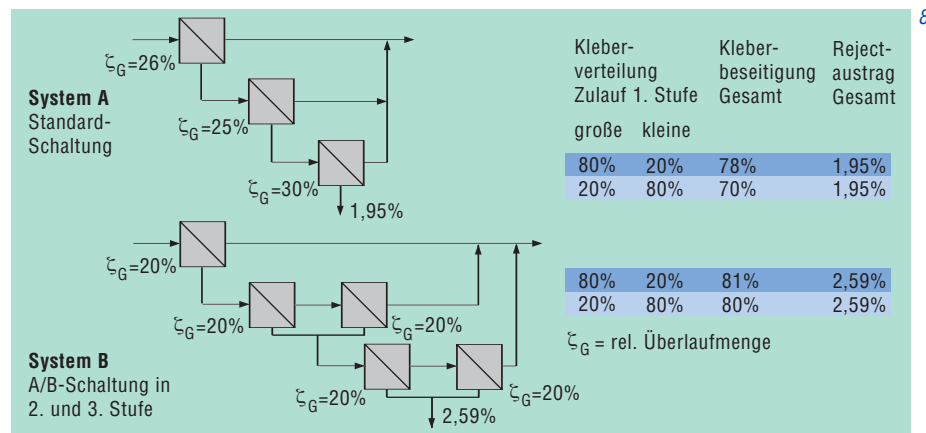 8
ζG=26%
System A
Standard-
Schaltung
ζG=25%
ζG=30%
1,95%
Kleber-
verteilung
Zulauf 1. Stufe
Kleber-
beseitigung
Gesamt
Reject-
austrag
Gesamt
große kleine
80% 20% 78% 1,95%
20% 80% 70% 1,95%
ζG=20%
ζG=20%
ζG=20%
System B
A/B-Schaltung in
2. und 3. Stufe
ζG=20%
ζG=20%
2,59%
80% 20% 81% 2,59%
20% 80% 80% 2,59%
ζG = rel. Überlaufmenge